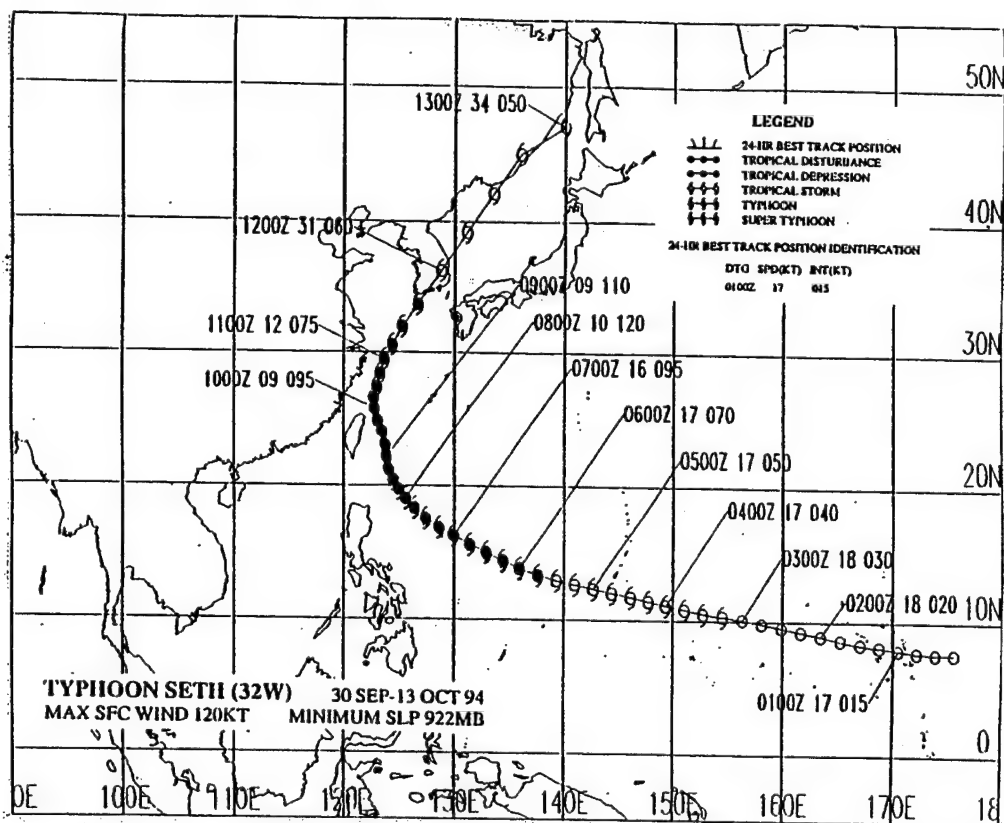 50N
1300Z 34 050
LEGEND
24-HR BEST TRACK POSITION
TROPICAL DISTURBANCE
TROPICAL DEPRESSION
TROPICAL STORM
TYPHOON
SUPER TYPHOON
1200Z 31 060
40N
24-HR BEST TRACK POSITION IDENTIFICATION
DTG SPD(KT) INT(KT)
0100Z 17 015
0900Z 09 110
1100Z 12 075
0800Z 10 120
30N
1000Z 09 095
0700Z 16 095
0600Z 17 070
0500Z 17 050
20N
0400Z 17 040
0300Z 18 030
0200Z 18 020
10N
TYPHOON SETH (32W)
30 SEP-13 OCT 94
MAX SFC WIND 120KT
MINIMUM SLP 922MB
0100Z 17 015
0
0E 100E 110E 120E 130E 140E 150E 160E 170E 18